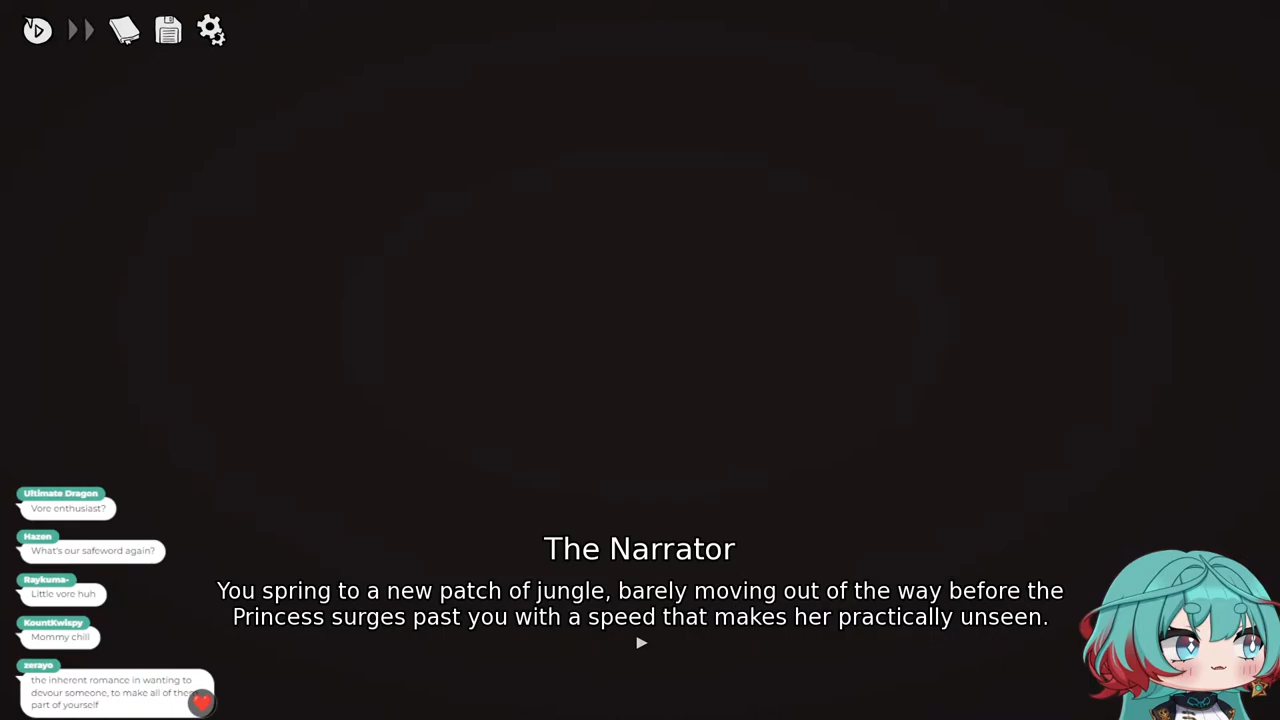 Ultimate Dragon
Vore enthusiast?
Hazen
What's our safeword again?
Raykuma-
Little vore huh
KountKwispy
Mommy chill
zerayo
the inherent romance in wanting to
devour someone, to make all of them
part of yourself
The Narrator
You spring to a new patch of jungle, barely moving out of the way before the
Princess surges past you with a speed that makes her practically unseen.